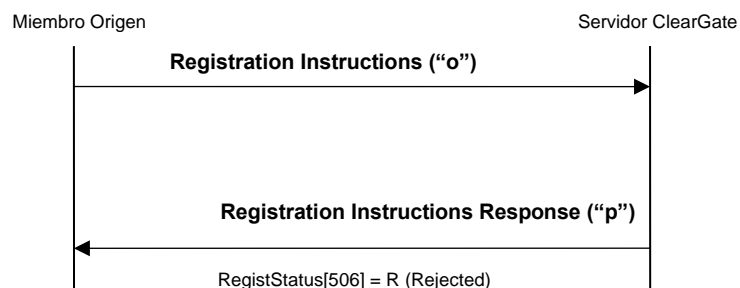 Miembro Origen
Servidor ClearGate
Registration Instructions (“o”)
Registration Instructions Response (“p”)
RegistStatus[506] = R (Rejected)